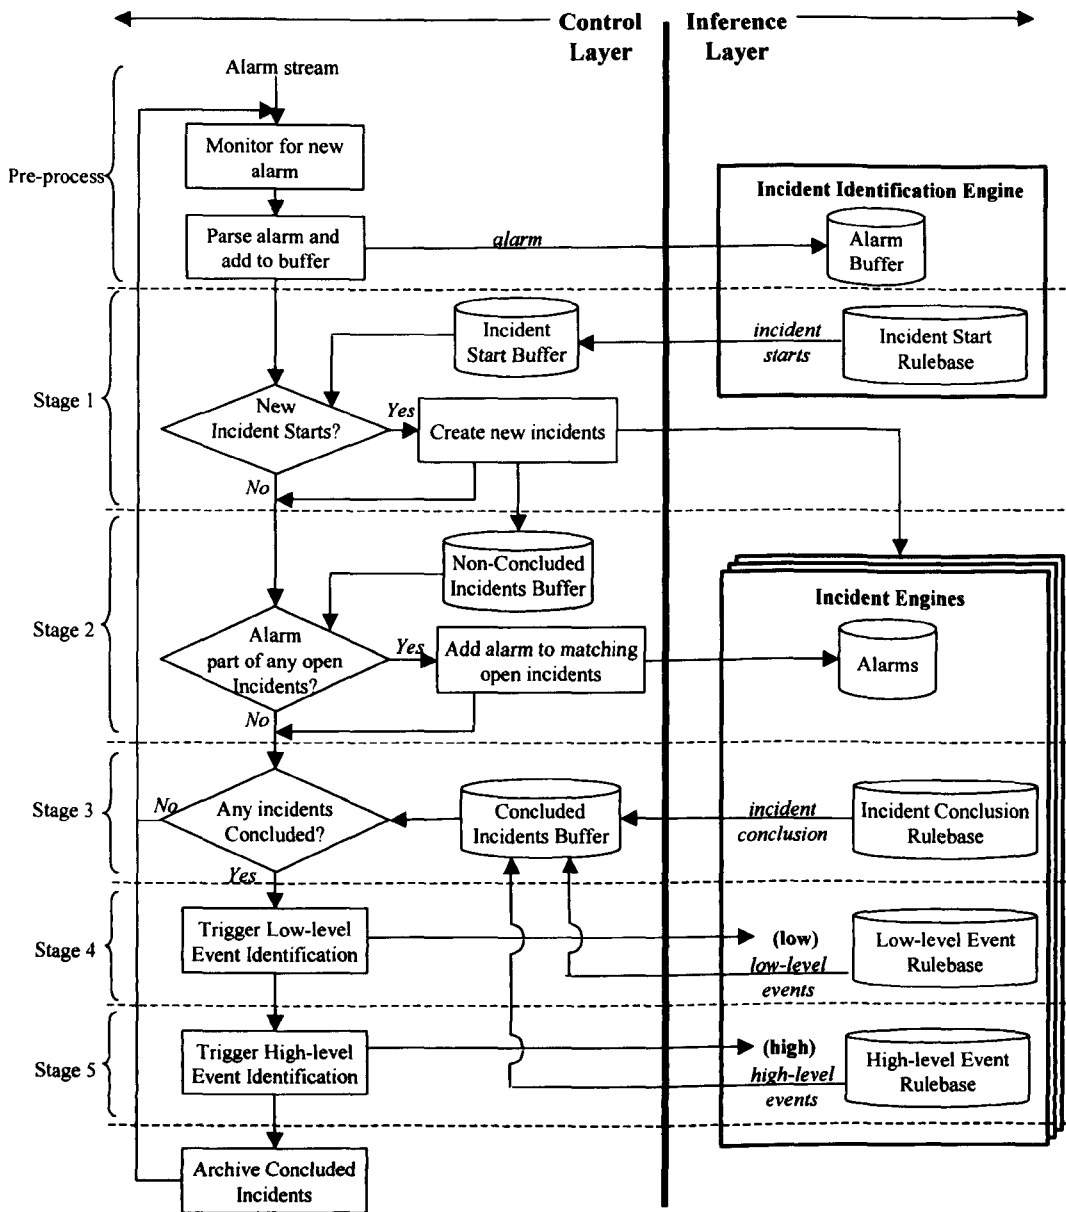 Control Layer
Inference Layer
Alarm stream
Pre-process
Monitor for new
alarm
Incident Identification Engine
Parse alarm and
add to buffer
alarm
Alarm
Buffer
Stage 1
Incident
Start Buffer
incident
starts
Incident Start
Rulebase
New
Incident Starts?
Yes
Create new incidents
No
Stage 2
Non-Concluded
Incidents Buffer
Incident Engines
Alarm
part of any open
Incidents?
Yes
Add alarm to matching
open incidents
Alarms
No
Stage 3
No
Any incidents
Concluded?
Concluded
Incidents Buffer
incident
conclusion
Incident Conclusion
Rulebase
Yes
Stage 4
Trigger Low-level
Event Identification
(low)
low-level
events
Low-level Event
Rulebase
Stage 5
Trigger High-level
Event Identification
(high)
high-level
events
High-level Event
Rulebase
Archive Concluded
Incidents